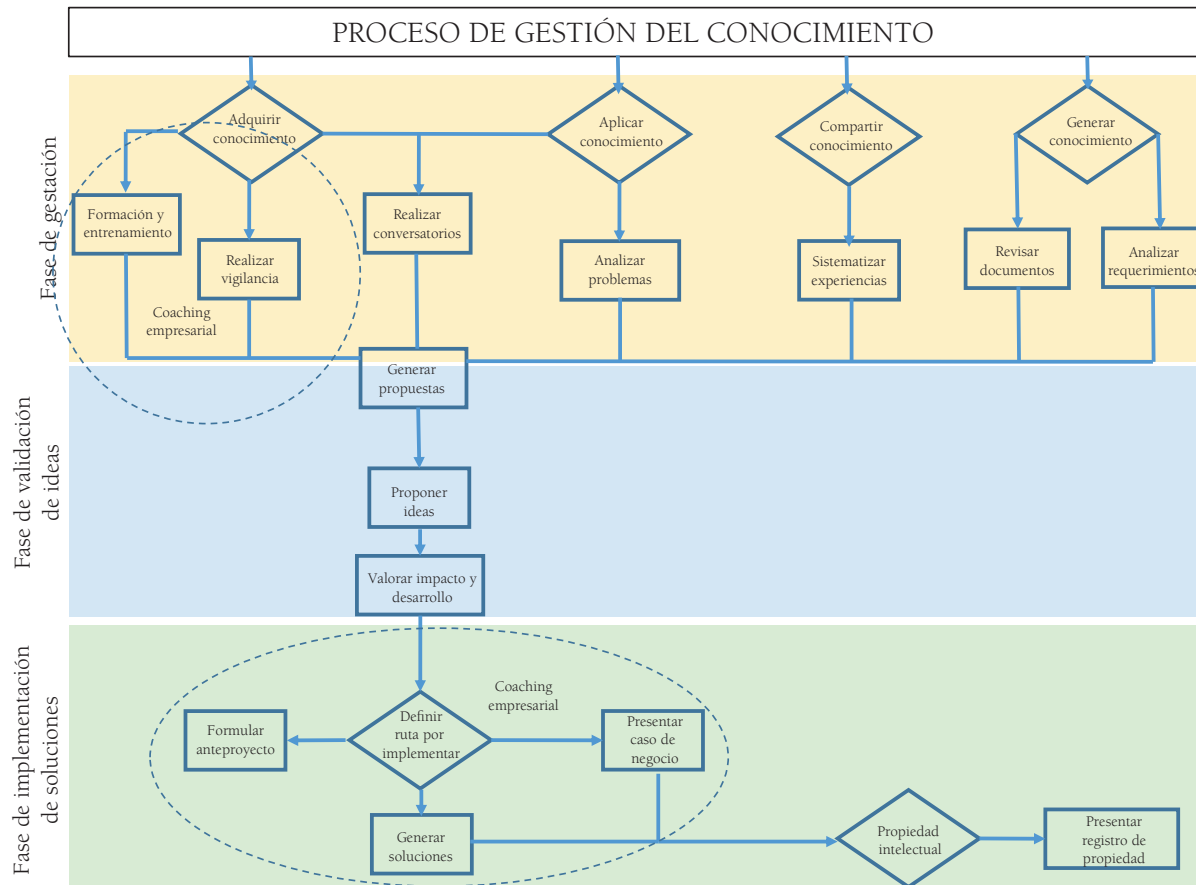 PROCESO DE GESTIÓN DEL CONOCIMIENTO
Fase de gestación
Adquirir
conocimiento
Aplicar
conocimiento
Compartir
conocimiento
Generar
conocimiento
Formación y
entrenamiento
Realizar
vigilancia
Realizar
conversatorios
Analizar
problemas
Sistematizar
experiencias
Revisar
documentos
Analizar
requerimientos
Coaching
empresarial
Generar
propuestas
Fase de validación
de ideas
Proponer
ideas
Valorar impacto y
desarrollo
Fase de implementación
de soluciones
Coaching
empresarial
Formular
anteproyecto
Definir
ruta por
implementar
Presentar
caso de
negocio
Generar
soluciones
Propiedad
intelectual
Presentar
registro de
propiedad